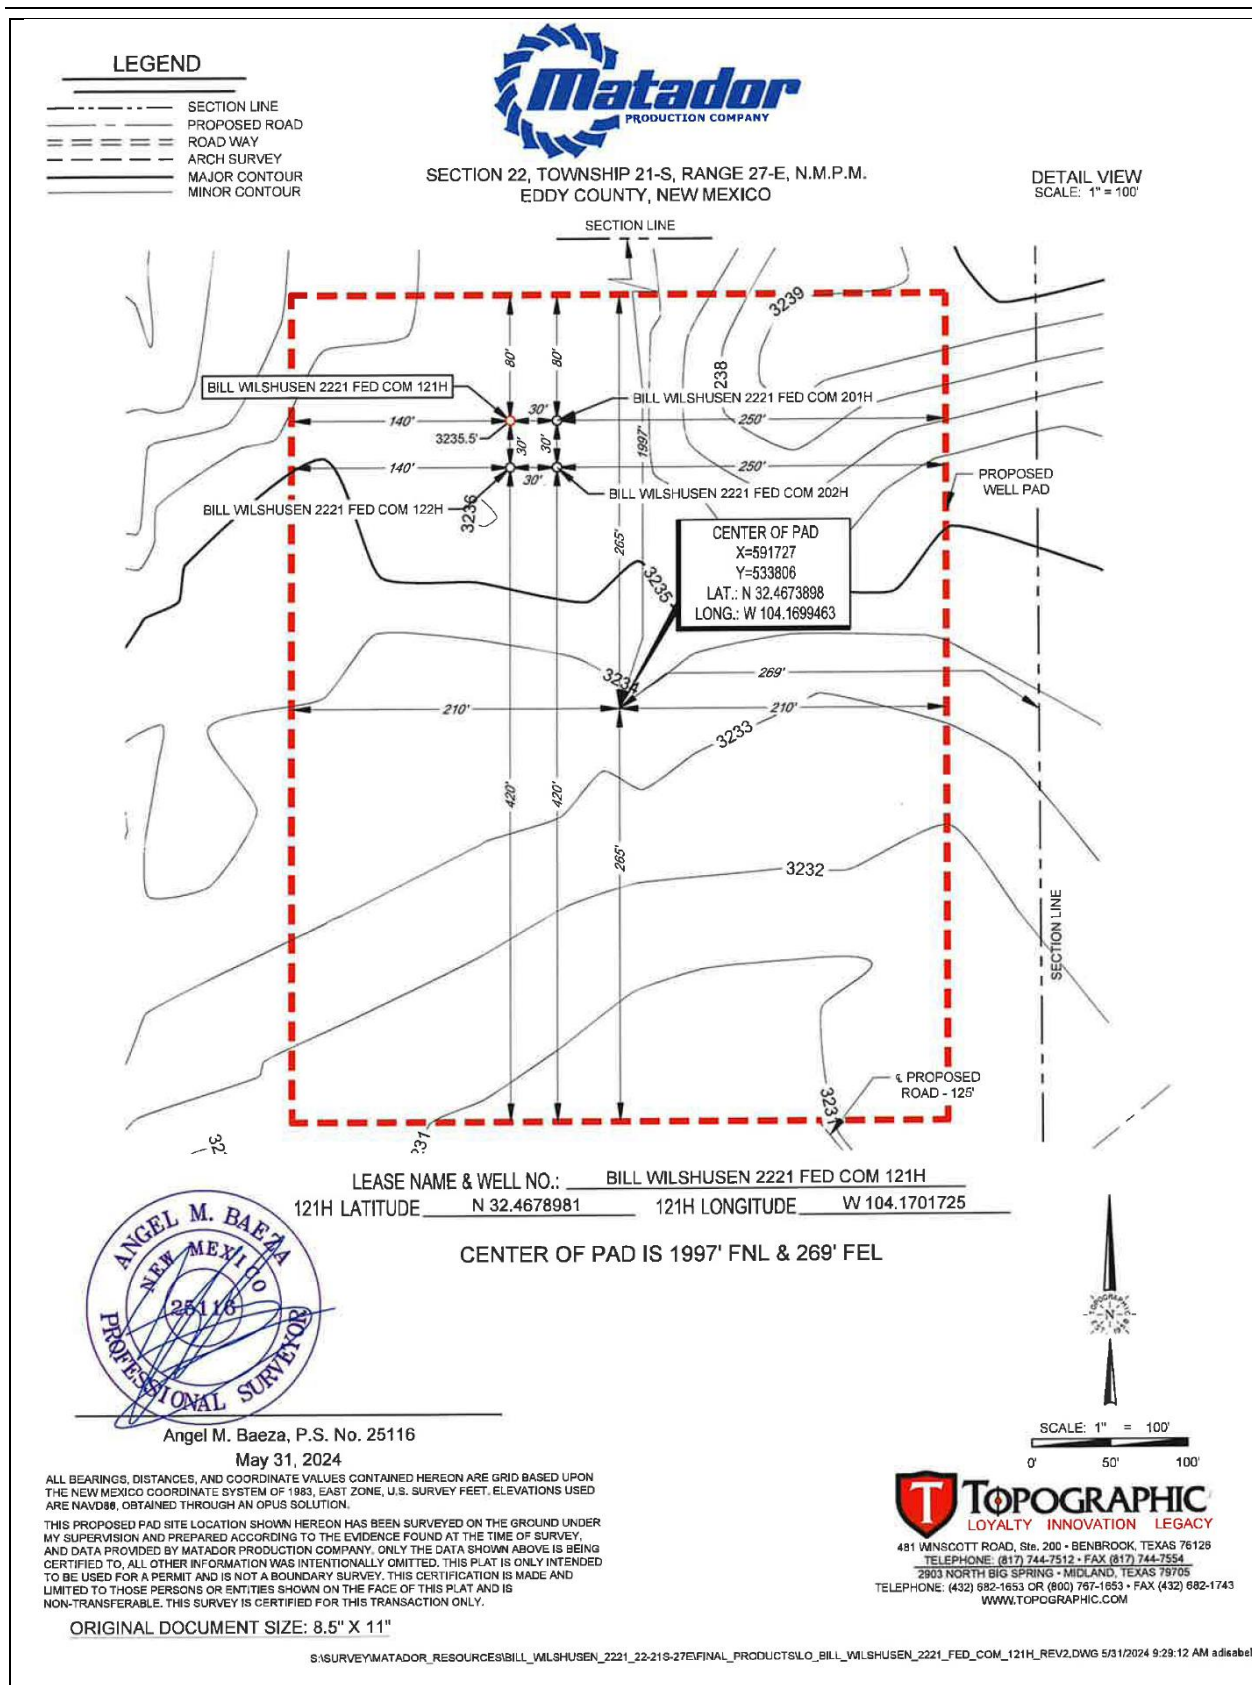 LEGEND
SECTION LINE
PROPOSED ROAD
ROAD WAY
ARCH SURVEY
MAJOR CONTOUR
MINOR CONTOUR
Matador
PRODUCTION COMPANY
SECTION 22, TOWNSHIP 21-S, RANGE 27-E, N.M.P.M.
EDDY COUNTY, NEW MEXICO
DETAIL VIEW
SCALE: 1" = 100'
SECTION LINE
3239
238
80'
80'
BILL WILSHUSEN 2221 FED COM 121H
BILL WILSHUSEN 2221 FED COM 201H
140'
30'
250'
3235.5'
30'
30'
1997'
140'
30'
250'
PROPOSED
WELL PAD
BILL WILSHUSEN 2221 FED COM 202H
BILL WILSHUSEN 2221 FED COM 122H
3236
265'
CENTER OF PAD
X=591727
Y=533806
LAT.: N 32.4673898
LONG.: W 104.1699463
3235
3234
269'
210'
210'
3233
420'
420'
265'
3232
SECTION LINE
℄ PROPOSED
ROAD - 125'
3231
32
231
LEASE NAME & WELL NO.: BILL WILSHUSEN 2221 FED COM 121H
121H LATITUDE N 32.4678981 121H LONGITUDE W 104.1701725
CENTER OF PAD IS 1997' FNL & 269' FEL
ANGEL M. BAEZA
NEW MEXICO
25116
PROFESSIONAL SURVEYOR
TOPOGRAPHIC
N
Angel M. Baeza, P.S. No. 25116
May 31, 2024
SCALE: 1" = 100'
0' 50' 100'
ALL BEARINGS, DISTANCES, AND COORDINATE VALUES CONTAINED HEREON ARE GRID BASED UPON
THE NEW MEXICO COORDINATE SYSTEM OF 1983, EAST ZONE, U.S. SURVEY FEET. ELEVATIONS USED
ARE NAVD88, OBTAINED THROUGH AN OPUS SOLUTION.
THIS PROPOSED PAD SITE LOCATION SHOWN HEREON HAS BEEN SURVEYED ON THE GROUND UNDER
MY SUPERVISION AND PREPARED ACCORDING TO THE EVIDENCE FOUND AT THE TIME OF SURVEY,
AND DATA PROVIDED BY MATADOR PRODUCTION COMPANY. ONLY THE DATA SHOWN ABOVE IS BEING
CERTIFIED TO, ALL OTHER INFORMATION WAS INTENTIONALLY OMITTED. THIS PLAT IS ONLY INTENDED
TO BE USED FOR A PERMIT AND IS NOT A BOUNDARY SURVEY. THIS CERTIFICATION IS MADE AND
LIMITED TO THOSE PERSONS OR ENTITIES SHOWN ON THE FACE OF THIS PLAT AND IS
NON-TRANSFERABLE. THIS SURVEY IS CERTIFIED FOR THIS TRANSACTION ONLY.
ORIGINAL DOCUMENT SIZE: 8.5" X 11"
T
TOPOGRAPHIC
LOYALTY INNOVATION LEGACY
481 WINSCOTT ROAD, Ste. 200 • BENBROOK, TEXAS 76126
TELEPHONE: (817) 744-7512 • FAX (817) 744-7554
2903 NORTH BIG SPRING • MIDLAND, TEXAS 79705
TELEPHONE: (432) 682-1653 OR (800) 767-1653 • FAX (432) 682-1743
WWW.TOPOGRAPHIC.COM
S:\SURVEY\MATADOR_RESOURCES\BILL_WILSHUSEN_2221_22-21S-27E\FINAL_PRODUCTS\LO_BILL_WILSHUSEN_2221_FED_COM_121H_REV2.DWG 5/31/2024 9:29:12 AM adisabel